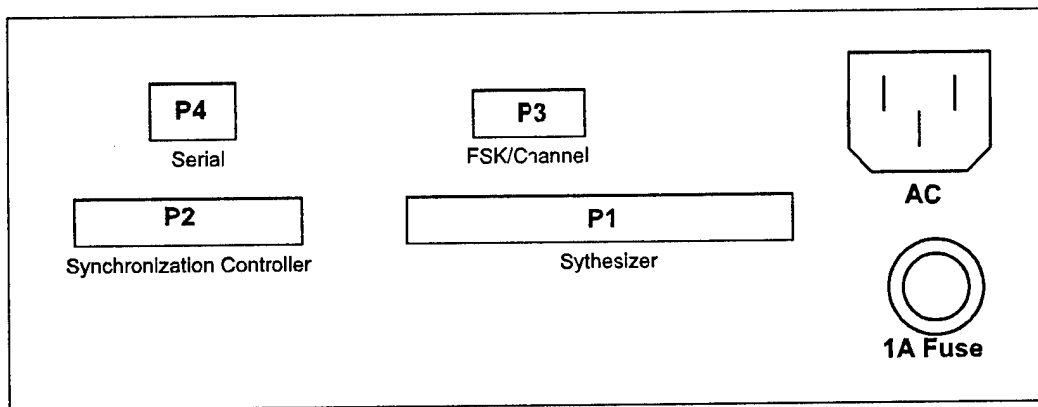 P4
Serial
P3
FSK/Channel
AC
P2
Synchronization Controller
P1
Sythesizer
1A Fuse